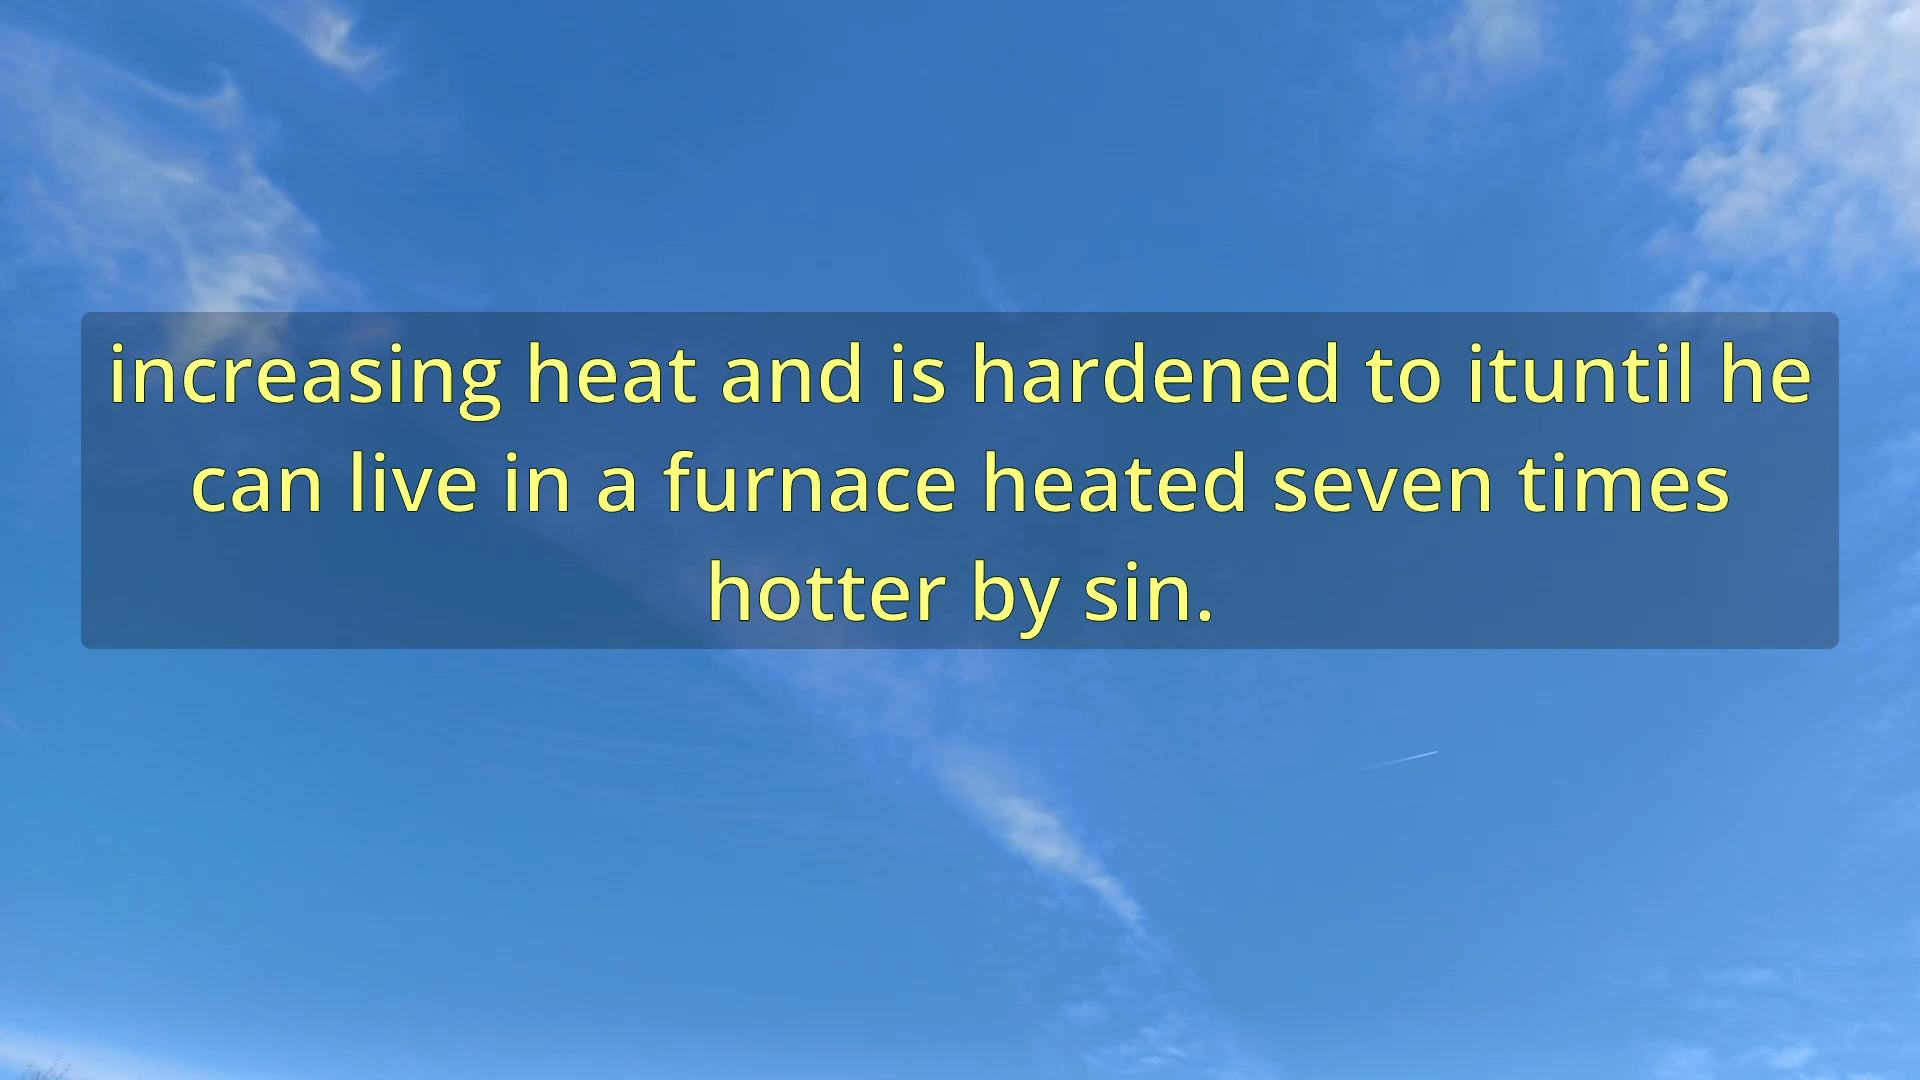 increasing heat and is hardened to ituntil he
can live in a furnace heated seven times
hotter by sin.